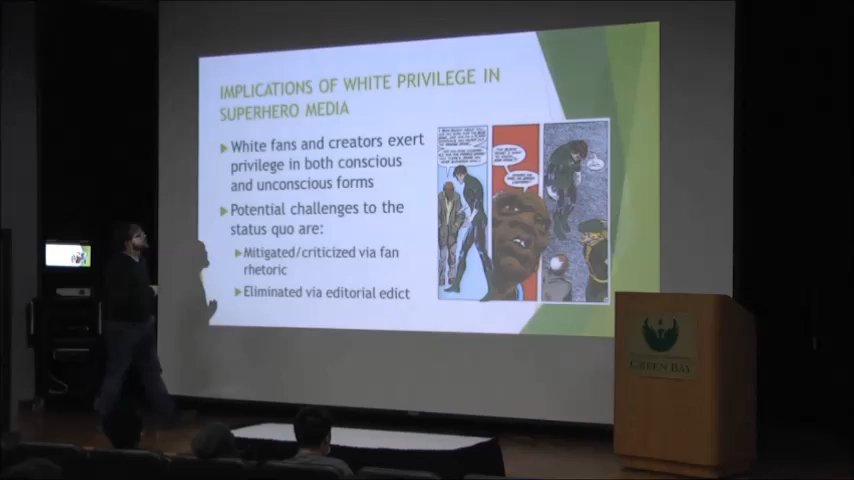 IMPLICATIONS OF WHITE PRIVILEGE IN
SUPERHERO MEDIA
White fans and creators exert
privilege in both conscious
and unconscious forms
Potential challenges to the
status quo are:
Mitigated/criticized via fan
rhetoric
Eliminated via editorial edict
GREEN BAY